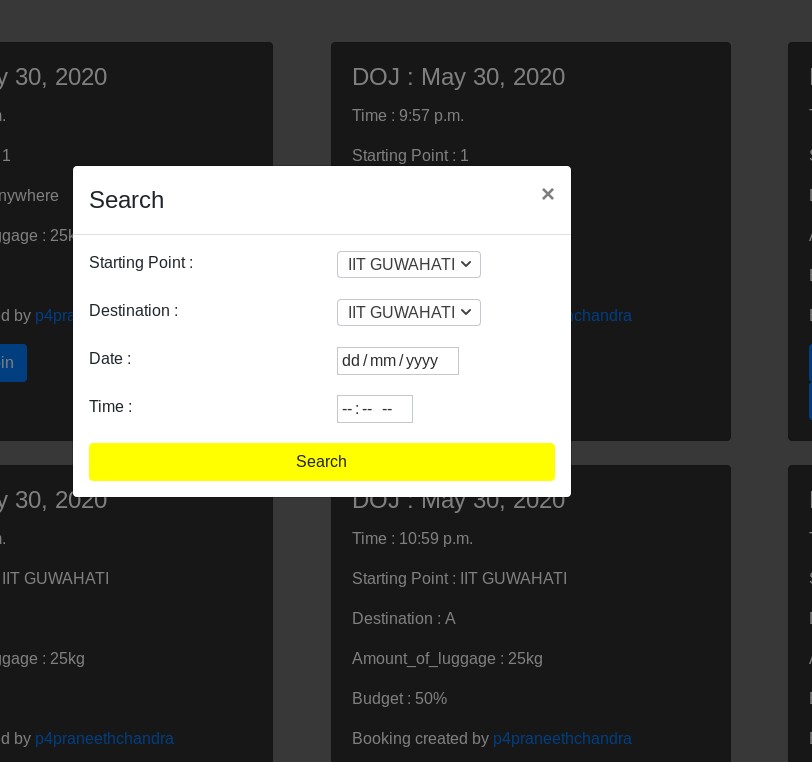 y 30, 2020
DOJ : May 30, 2020
Time : 9:57 p.m.
1
Starting Point : 1
Search
×
nywhere
ggage : 25k
Starting Point :
IIT GUWAHATI
Destination :
IIT GUWAHATI
ed by p4pra
hchandra
Date :
dd/mm/yyyy
in
Time :
--:-- --
Search
y 30, 2020
DOJ : May 30, 2020
Time : 10:59 p.m.
IIT GUWAHATI
Starting Point : IIT GUWAHATI
Destination : A
ggage : 25kg
Amount_of_luggage : 25kg
Budget : 50%
ed by p4praneethchandra
Booking created by p4praneethchandra